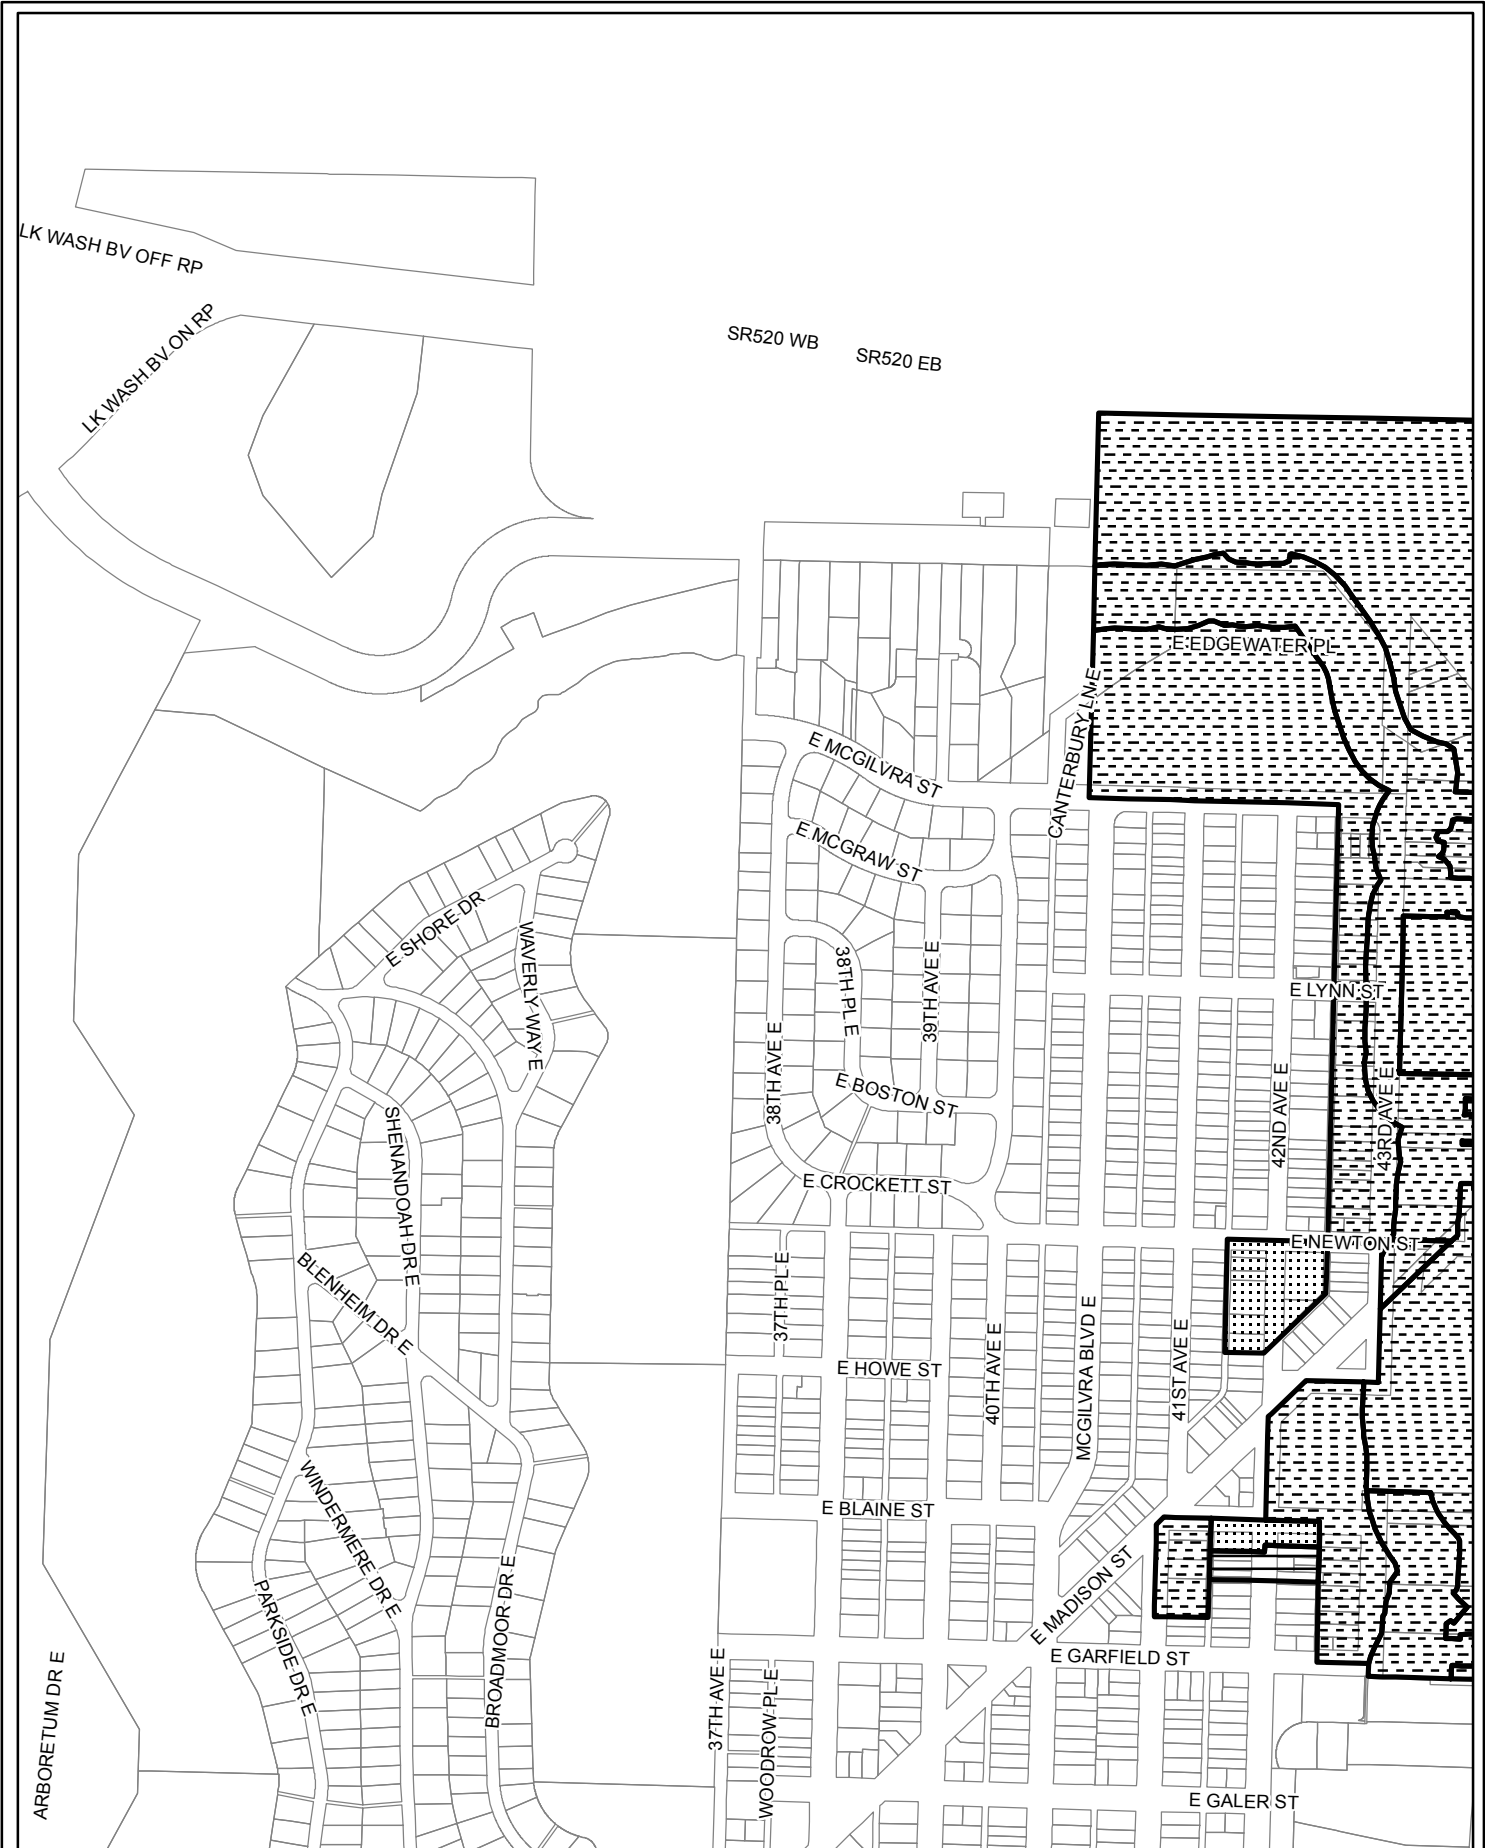 LK WASH BV OFF RP
LK WASH BV ON RP
SR520 WB
SR520 EB
E EDGEWATER PL
CANTERBURY LN E
E MCGILVRA ST
E MCGRAW ST
E SHORE DR
WAVERLY WAY E
38TH PL E
39TH AVE E
E LYNN ST
38TH AVE E
E BOSTON ST
42ND AVE E
43RD AVE E
SHENANDOAH DR E
E CROCKETT ST
E NEWTON ST
BLENHEIM DR E
37TH PL E
E HOWE ST
40TH AVE E
MCGILVRA BLVD E
41ST AVE E
WINDERMERE DR E
E BLAINE ST
PARKSIDE DR E
BROADMOOR DR E
E MADISON ST
E GARFIELD ST
ARBORETUM DR E
37TH AVE E
WOODROW PL E
E GALER ST